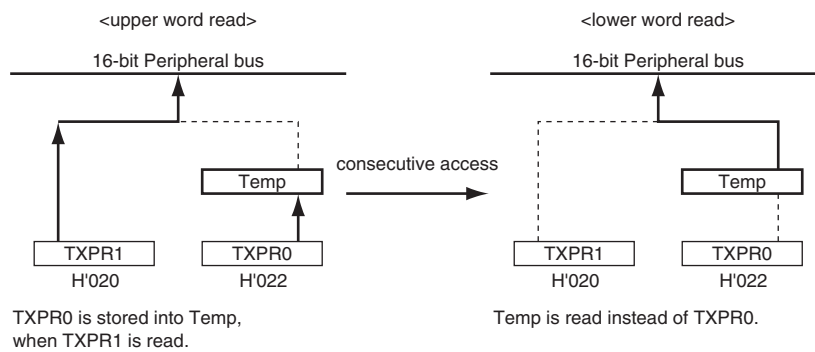 <upper word read>
16-bit Peripheral bus
Temp
TXPR1
TXPR0
H'020
H'022
TXPR0 is stored into Temp,
when TXPR1 is read.
consecutive access
<lower word read>
16-bit Peripheral bus
Temp
TXPR1
TXPR0
H'020
H'022
Temp is read instead of TXPR0.